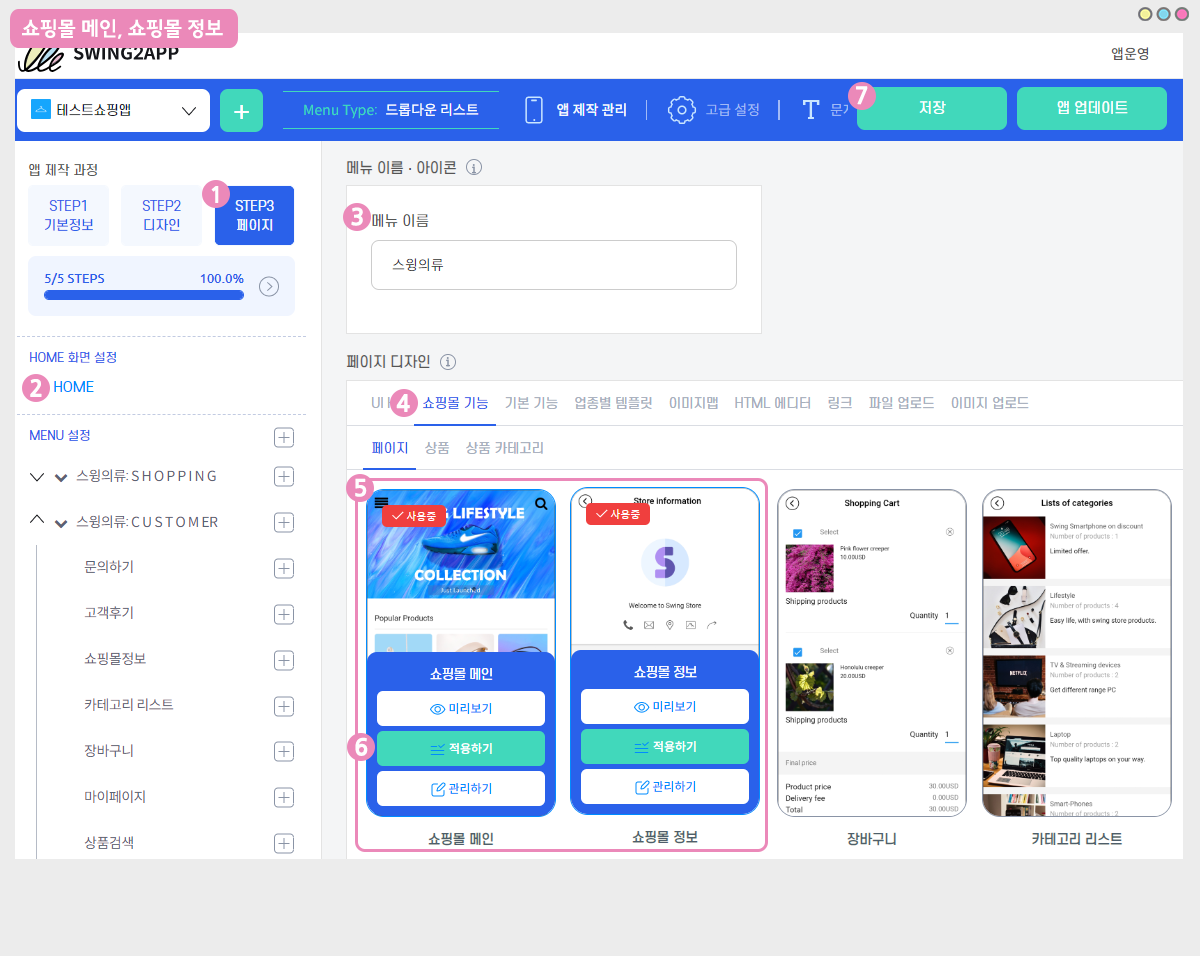 쇼핑몰 메인, 쇼핑몰 정보
SWING2APP
앱운영
테스트쇼핑앱
+
Menu Type: 드롭다운 리스트
앱 제작 관리
고급 설정
7
저장
앱 업데이트
앱 제작 과정
1
STEP1
기본정보
STEP2
디자인
STEP3
페이지
5/5 STEPS
100.0%
HOME 화면 설정
2 HOME
MENU 설정
스윙의류:SHOPPING
스윙의류:CUSTOMER
문의하기
고객후기
쇼핑몰정보
카테고리 리스트
장바구니
마이페이지
상품검색
메뉴 이름 · 아이콘
3 메뉴 이름
스윙의류
페이지 디자인
4
쇼핑몰 기능
기본 기능
업종별 템플릿
이미지맵
HTML 에디터
링크
파일 업로드
이미지 업로드
페이지
상품
상품 카테고리
5
사용중
LIFESTYLE
COLLECTION
Just Launched
Popular Products
쇼핑몰 메인
미리보기
6
적용하기
관리하기
쇼핑몰 메인
Store information
사용중
Welcome to Swing Store
쇼핑몰 정보
미리보기
적용하기
관리하기
쇼핑몰 정보
Shopping Cart
Select
Pink flower creeper
10.00USD
Shipping products
Quantity 1
Select
Honolulu creeper
20.00USD
Shipping products
Quantity 1
Final price
Product price 30.00USD
Delivery fee 0.00USD
Total 30.00USD
장바구니
Lists of categories
Swing Smartphone on discount
Number of products : 1
Limited offer.
Lifestyle
Number of products : 4
Easy life, with swing store products.
TV & Streaming devices
Number of products : 2
Get different range PC
NETFLIX
Laptop
Number of products : 2
Top quality laptops on your way.
Smart-Phones
Number of products : 2
카테고리 리스트